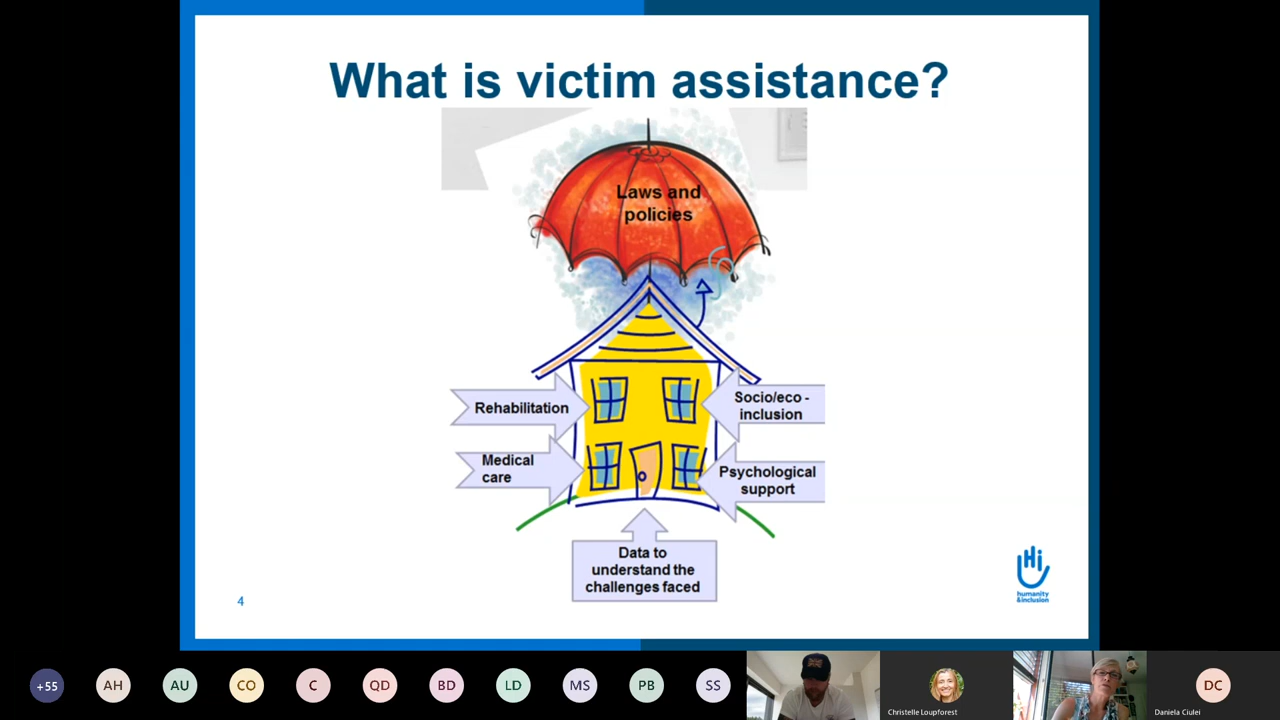 What is victim assistance?
Laws and
policies
Rehabilitation
Socio/eco -
inclusion
Medical
care
Psychological
support
Data to
understand the
challenges faced
4
Hi
humanity
&inclusion
+55
AH
AU
CO
C
QD
BD
LD
MS
PB
SS
Christelle Loupforest
DC
Daniela Ciulei